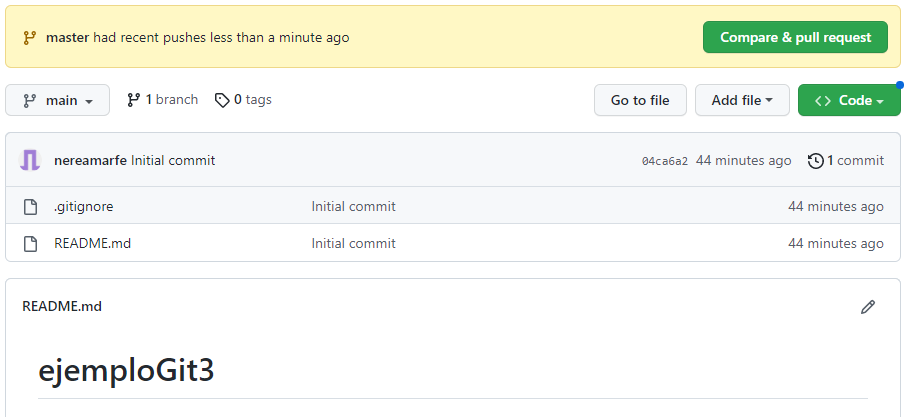 master had recent pushes less than a minute ago Compare & pull request
main 1 branch 0 tags Go to file Add file Code
nereamarfe Initial commit 04ca6a2 44 minutes ago 1 commit
.gitignore Initial commit 44 minutes ago
README.md Initial commit 44 minutes ago
README.md
ejemploGit3